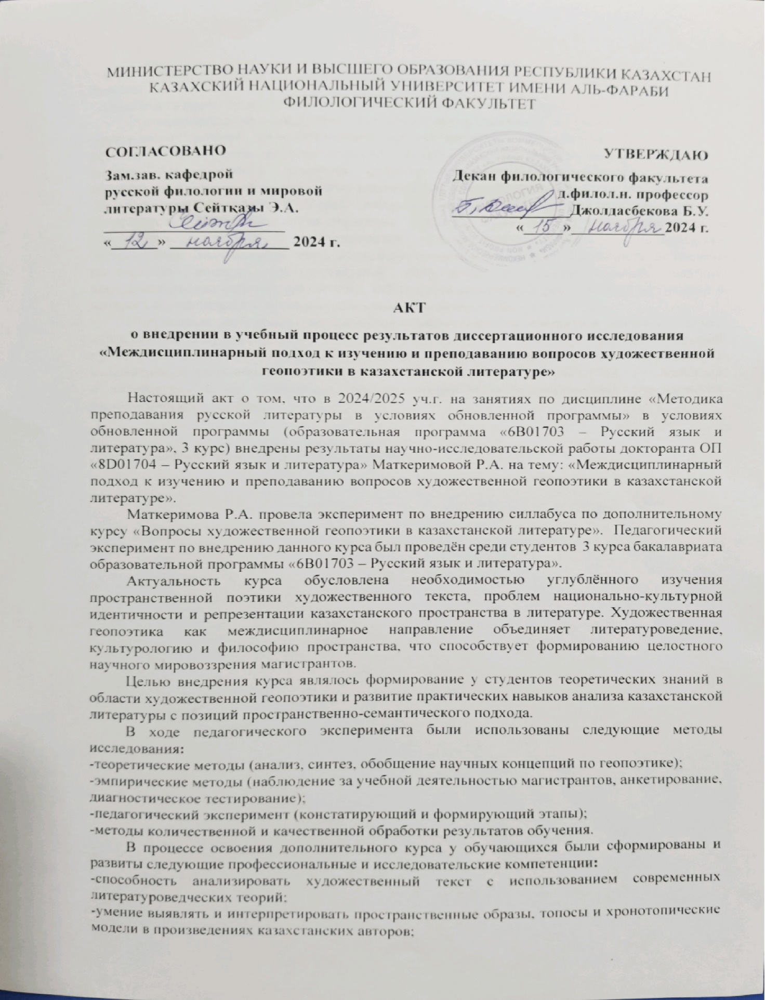 МИНИСТЕРСТВО НАУКИ И ВЫСШЕГО ОБРАЗОВАНИЯ РЕСПУБЛИКИ КАЗАХСТАН
КАЗАХСКИЙ НАЦИОНАЛЬНЫЙ УНИВЕРСИТЕТ ИМЕНИ АЛЬ-ФАРАБИ
ФИЛОЛОГИЧЕСКИЙ ФАКУЛЬТЕТ
СОГЛАСОВАНО
Зам.зав. кафедрой
русской филологии и мировой
литературы Сейтказы Э.А.
«12» ноября 2024 г.
УТВЕРЖДАЮ
Декан филологического факультета
д.филол.н. профессор
Джолдасбекова Б.У.
«15» ноября 2024 г.
АКТ
о внедрении в учебный процесс результатов диссертационного исследования
«Междисциплинарный подход к изучению и преподаванию вопросов художественной
геопоэтики в казахстанской литературе»
Настоящий акт о том, что в 2024/2025 уч.г. на занятиях по дисциплине «Методика
преподавания русской литературы в условиях обновленной программы» в условиях
обновленной программы (образовательная программа «6В01703 – Русский язык и
литература», 3 курс) внедрены результаты научно-исследовательской работы докторанта ОП
«8D01704 – Русский язык и литература» Маткеримовой Р.А. на тему: «Междисциплинарный
подход к изучению и преподаванию вопросов художественной геопоэтики в казахстанской
литературе».
Маткеримова Р.А. провела эксперимент по внедрению силлабуса по дополнительному
курсу «Вопросы художественной геопоэтики в казахстанской литературе». Педагогический
эксперимент по внедрению данного курса был проведён среди студентов 3 курса бакалавриата
образовательной программы «6В01703 – Русский язык и литература».
Актуальность курса обусловлена необходимостью углублённого изучения
пространственной поэтики художественного текста, проблем национально-культурной
идентичности и репрезентации казахстанского пространства в литературе. Художественная
геопоэтика как междисциплинарное направление объединяет литературоведение,
культурологию и философию пространства, что способствует формированию целостного
научного мировоззрения магистрантов.
Целью внедрения курса являлось формирование у студентов теоретических знаний в
области художественной геопоэтики и развитие практических навыков анализа казахстанской
литературы с позиций пространственно-семантического подхода.
В ходе педагогического эксперимента были использованы следующие методы
исследования:
-теоретические методы (анализ, синтез, обобщение научных концепций по геопоэтике);
-эмпирические методы (наблюдение за учебной деятельностью магистрантов, анкетирование,
диагностическое тестирование);
-педагогический эксперимент (констатирующий и формирующий этапы);
-методы количественной и качественной обработки результатов обучения.
В процессе освоения дополнительного курса у обучающихся были сформированы и
развиты следующие профессиональные и исследовательские компетенции:
-способность анализировать художественный текст с использованием современных
литературоведческих теорий;
-умение выявлять и интерпретировать пространственные образы, топосы и хронотопические
модели в произведениях казахстанских авторов;